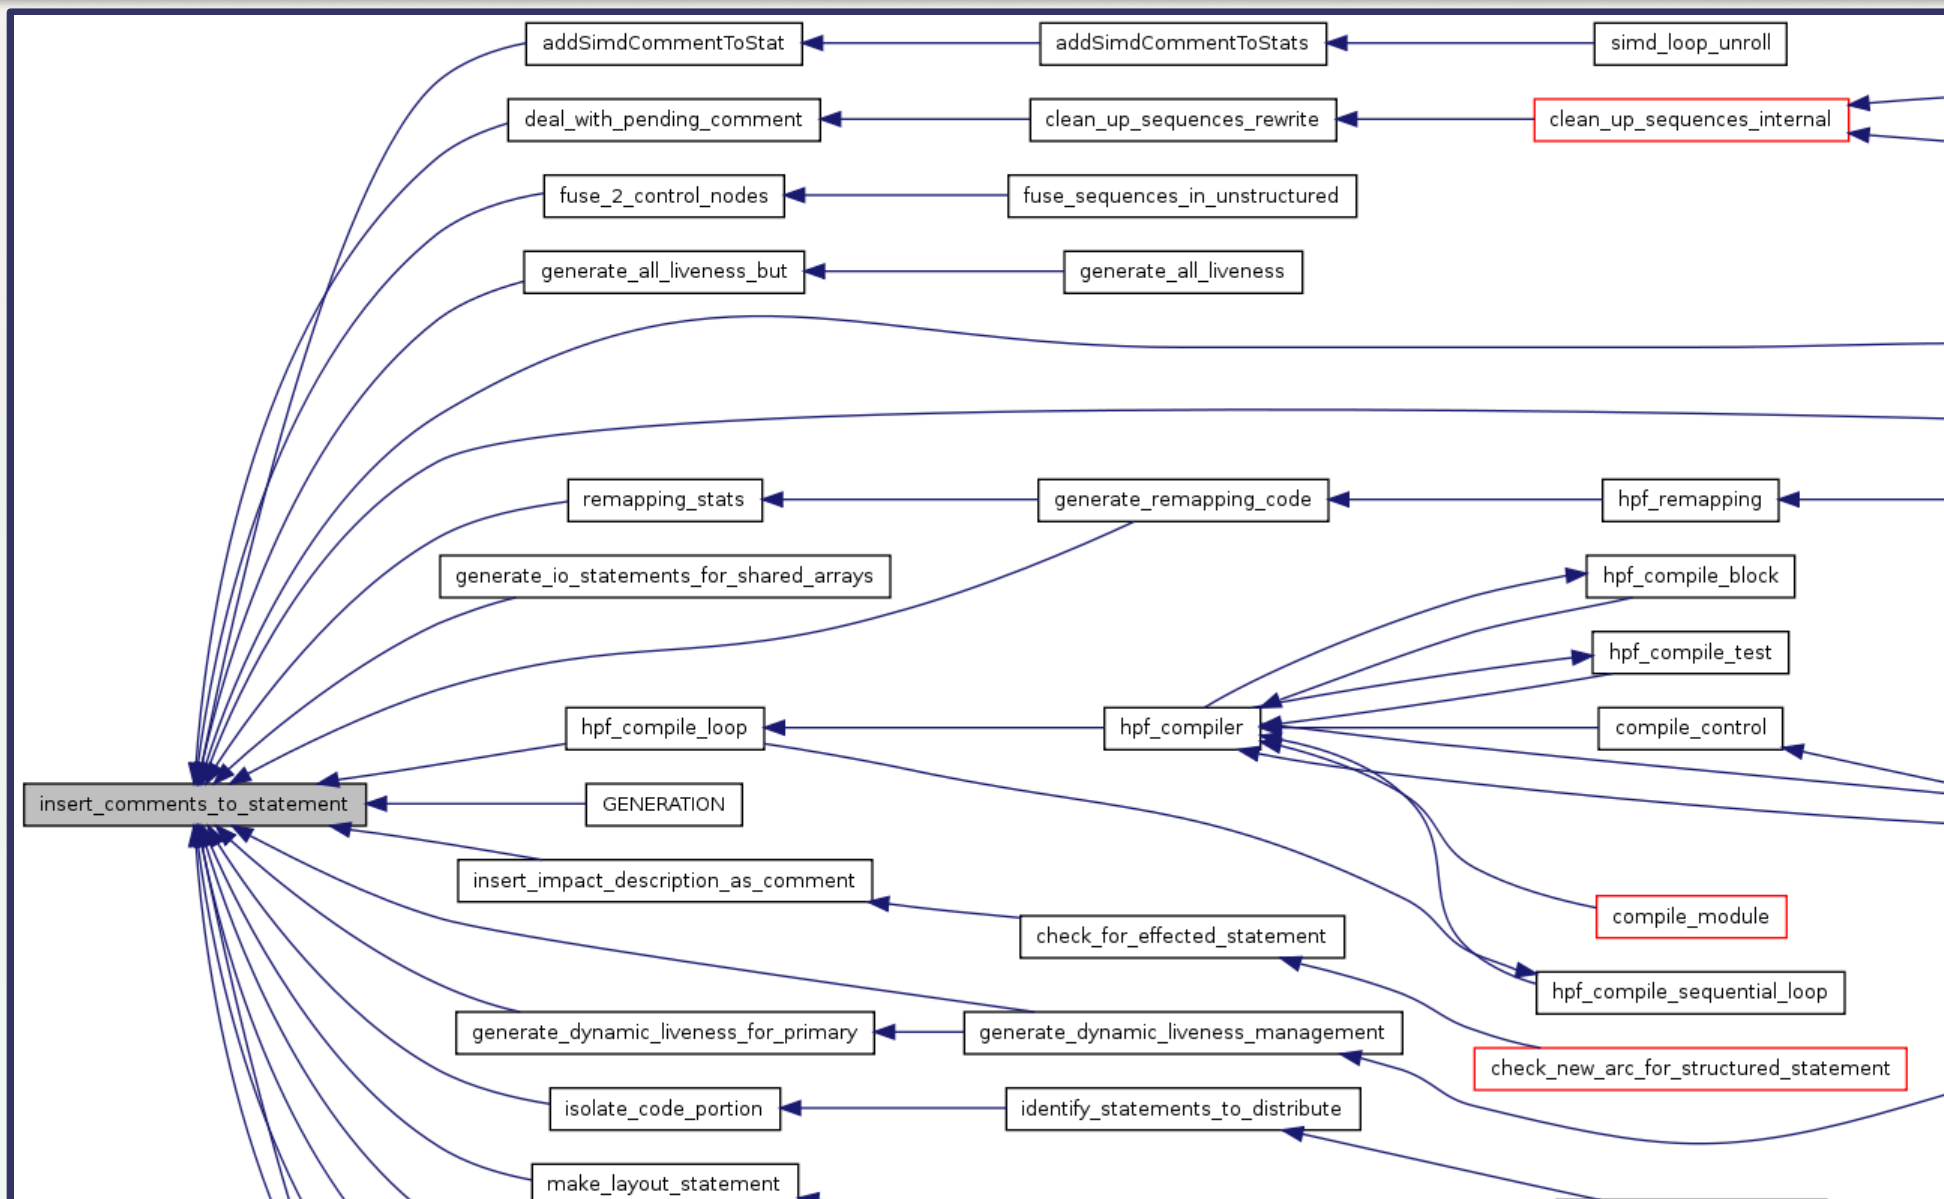 addSimdCommentToStat
addSimdCommentToStats
simd_loop_unroll
deal_with_pending_comment
clean_up_sequences_rewrite
clean_up_sequences_internal
fuse_2_control_nodes
fuse_sequences_in_unstructured
generate_all_liveness_but
generate_all_liveness
remapping_stats
generate_remapping_code
hpf_remapping
generate_io_statements_for_shared_arrays
hpf_compile_block
hpf_compile_test
hpf_compile_loop
hpf_compiler
compile_control
insert_comments_to_statement
GENERATION
insert_impact_description_as_comment
compile_module
check_for_effected_statement
hpf_compile_sequential_loop
generate_dynamic_liveness_for_primary
generate_dynamic_liveness_management
check_new_arc_for_structured_statement
isolate_code_portion
identify_statements_to_distribute
make_layout_statement